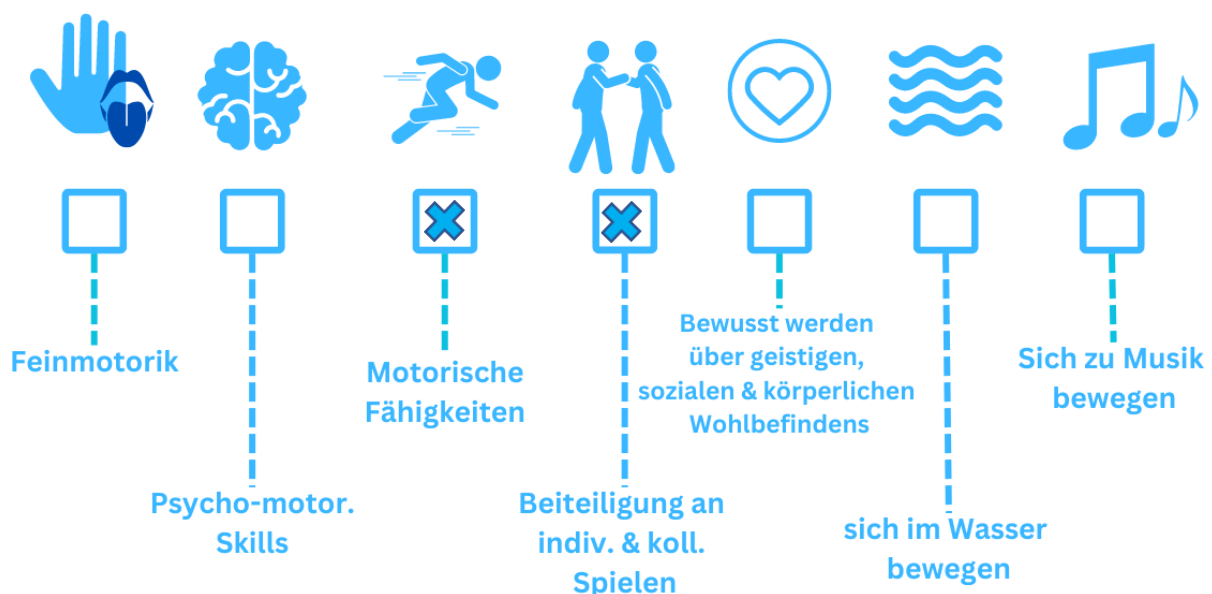 Feinmotorik
Psycho-motor.
Skills
Motorische
Fähigkeiten
Beiteiligung an
indiv. & koll.
Spielen
Bewusst werden
über geistigen,
sozialen & körperlichen
Wohlbefindens
sich im Wasser
bewegen
Sich zu Musik
bewegen